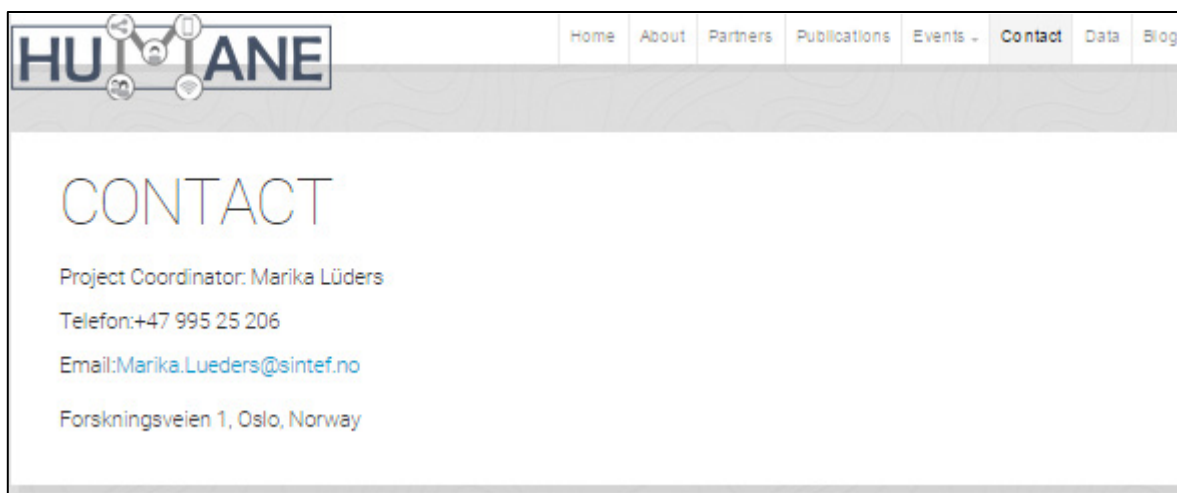 HUMANE
Home About Partners Publications Events Contact Data Blog
CONTACT
Project Coordinator: Marika Lüders
Telefon:+47 995 25 206
Email:Marika.Lueders@sintef.no
Forskningsveien 1, Oslo, Norway